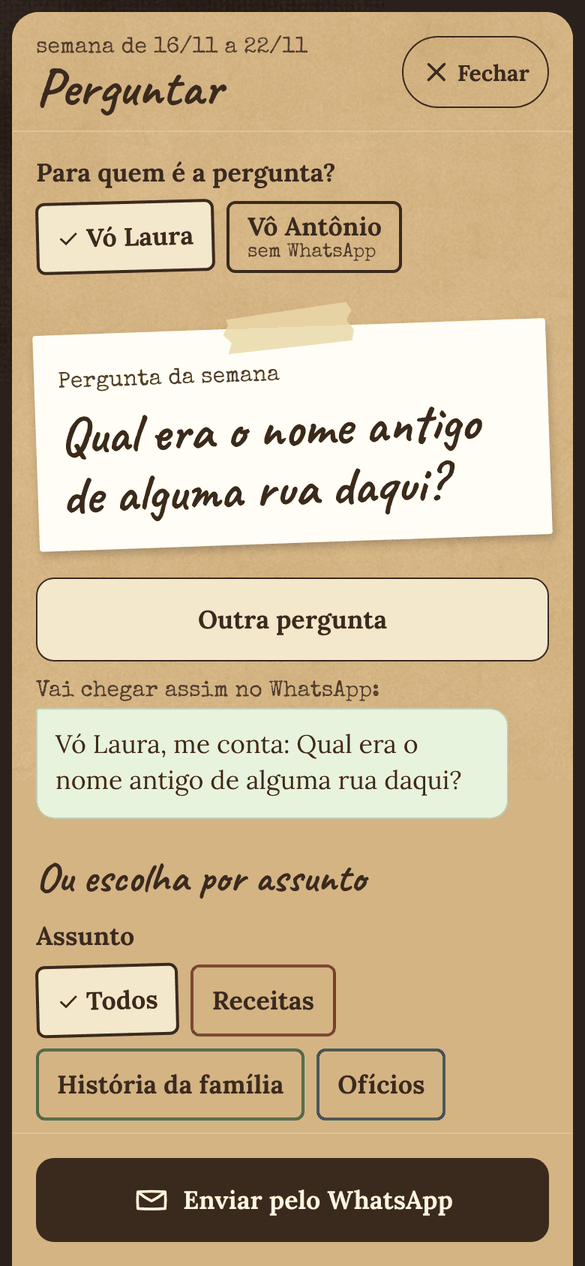 semana de 16/11 a 22/11
Perguntar
Fechar
Para quem é a pergunta?
Vó Laura
Vô Antônio
sem WhatsApp
Pergunta da semana
Qual era o nome antigo
de alguma rua daqui?
Outra pergunta
Vai chegar assim no WhatsApp:
Vó Laura, me conta: Qual era o
nome antigo de alguma rua daqui?
Ou escolha por assunto
Assunto
Todos
Receitas
História da família
Ofícios
Enviar pelo WhatsApp